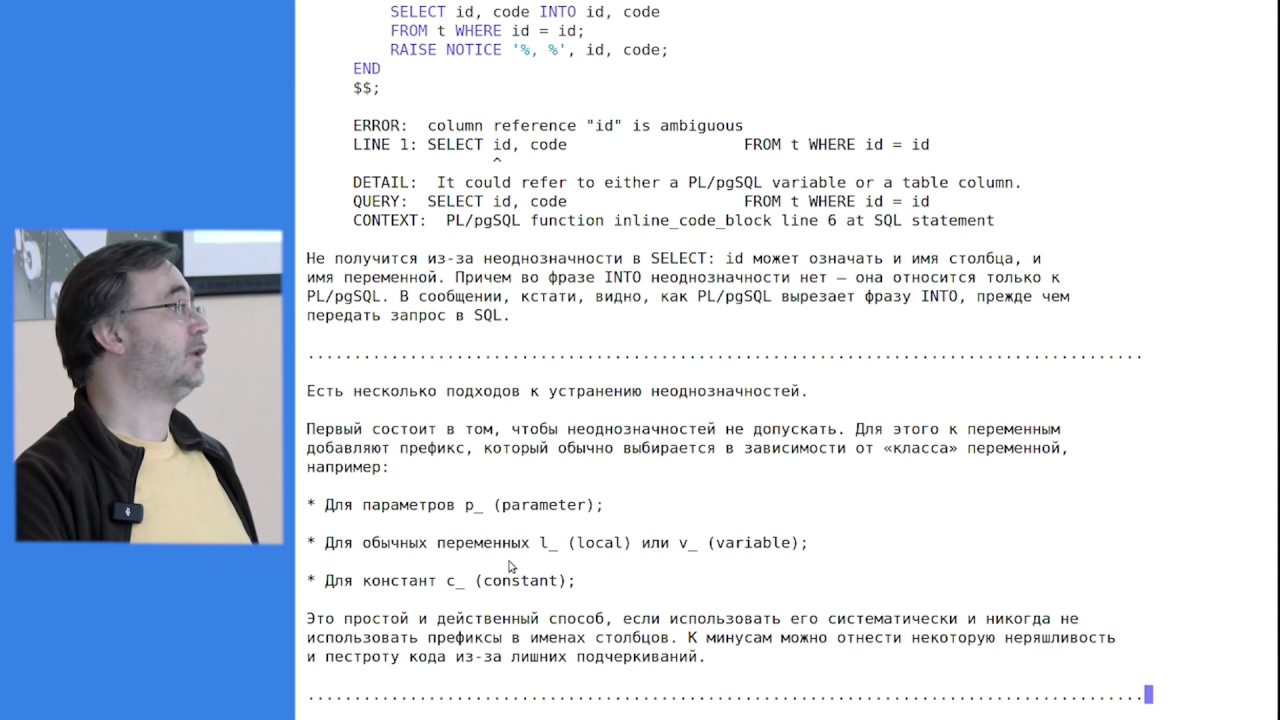 SELECT id, code INTO id, code
FROM t WHERE id = id;
RAISE NOTICE '%, %', id, code;
END
$$;
ERROR:  column reference "id" is ambiguous
LINE 1: SELECT id, code                   FROM t WHERE id = id
^
DETAIL:  It could refer to either a PL/pgSQL variable or a table column.
QUERY:  SELECT id, code                   FROM t WHERE id = id
CONTEXT:  PL/pgSQL function inline_code_block line 6 at SQL statement
Не получится из-за неоднозначности в SELECT: id может означать и имя столбца, и
имя переменной. Причем во фразе INTO неоднозначности нет — она относится только к
PL/pgSQL. В сообщении, кстати, видно, как PL/pgSQL вырезает фразу INTO, прежде чем
передать запрос в SQL.
..........................................................................................
Есть несколько подходов к устранению неоднозначностей.
Первый состоит в том, чтобы неоднозначностей не допускать. Для этого к переменным
добавляют префикс, который обычно выбирается в зависимости от «класса» переменной,
например:
* Для параметров p_ (parameter);
* Для обычных переменных l_ (local) или v_ (variable);
* Для констант c_ (constant);
Это простой и действенный способ, если использовать его систематически и никогда не
использовать префиксы в именах столбцов. К минусам можно отнести некоторую неряшливость
и пестроту кода из-за лишних подчеркиваний.
..........................................................................................